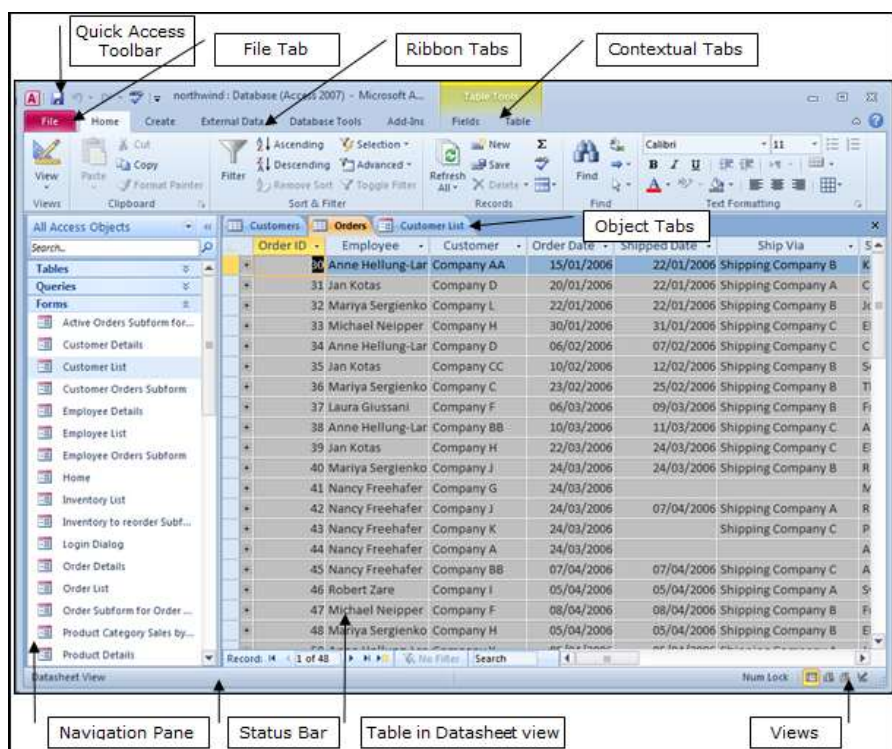 Quick Access
Toolbar
File Tab
Ribbon Tabs
Contextual Tabs
northwind : Database (Access 2007) - Microsoft A...
Table Tools
File Home Create External Data Database Tools Add-Ins Fields Table
View
Views
Paste
Cut
Copy
Format Painter
Clipboard
Filter
Ascending
Descending
Remove Sort
Selection
Advanced
Toggle Filter
Sort & Filter
Refresh
All
New
Save
Delete
Σ
Records
Find
Find
Calibri 11
B I U
A
Text Formatting
All Access Objects
Search...
Tables
Queries
Forms
Active Orders Subform for...
Customer Details
Customer List
Customer Orders Subform
Employee Details
Employee List
Employee Orders Subform
Home
Inventory List
Inventory to reorder Subf...
Login Dialog
Order Details
Order List
Order Subform for Order ...
Product Category Sales by...
Product Details
Customers Orders Customer List
Object Tabs
Order ID Employee Customer Order Date Shipped Date Ship Via S
30 Anne Hellung-Lar Company AA 15/01/2006 22/01/2006 Shipping Company B K
31 Jan Kotas Company D 20/01/2006 22/01/2006 Shipping Company A C
32 Mariya Sergienko Company L 22/01/2006 22/01/2006 Shipping Company B
33 Michael Neipper Company H 30/01/2006 31/01/2006 Shipping Company C
34 Anne Hellung-Lar Company D 06/02/2006 07/02/2006 Shipping Company C C
35 Jan Kotas Company CC 10/02/2006 12/02/2006 Shipping Company B
36 Mariya Sergienko Company C 23/02/2006 25/02/2006 Shipping Company B
37 Laura Giussani Company F 06/03/2006 09/03/2006 Shipping Company B
38 Anne Hellung-Lar Company BB 10/03/2006 11/03/2006 Shipping Company C A
39 Jan Kotas Company H 22/03/2006 24/03/2006 Shipping Company C
40 Mariya Sergienko Company J 24/03/2006 24/03/2006 Shipping Company B R
41 Nancy Freehafer Company G 24/03/2006
42 Nancy Freehafer Company J 24/03/2006 07/04/2006 Shipping Company A R
43 Nancy Freehafer Company K 24/03/2006 Shipping Company C P
44 Nancy Freehafer Company A 24/03/2006 A
45 Nancy Freehafer Company BB 07/04/2006 07/04/2006 Shipping Company C A
46 Robert Zare Company I 05/04/2006 05/04/2006 Shipping Company A
47 Michael Neipper Company F 08/04/2006 08/04/2006 Shipping Company B
48 Mariya Sergienko Company H 05/04/2006 05/04/2006 Shipping Company B
Record: 1 of 48 No Filter Search
Datasheet View
Num Lock
Navigation Pane
Status Bar
Table in Datasheet view
Views